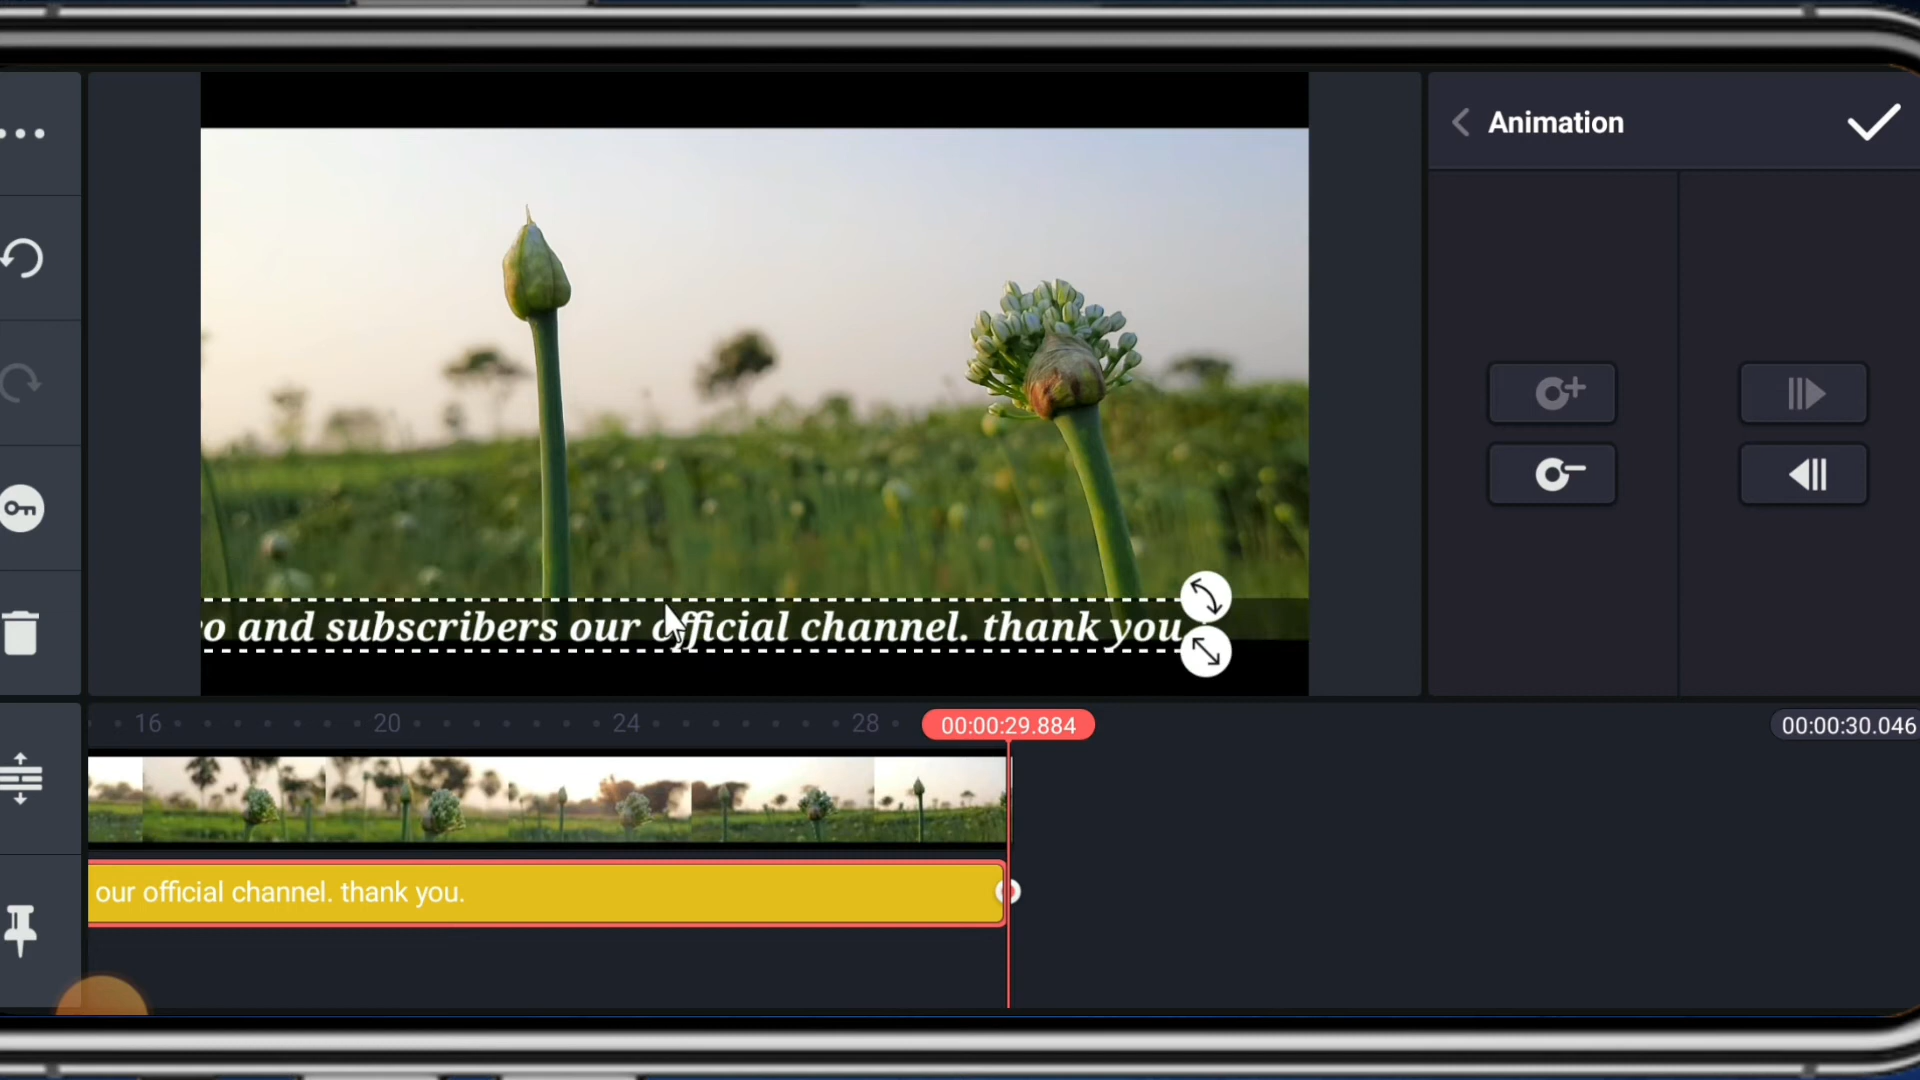 Animation
o and subscribers our official channel. thank you
16
20
24
28
00:00:29.884
00:00:30.046
our official channel. thank you.